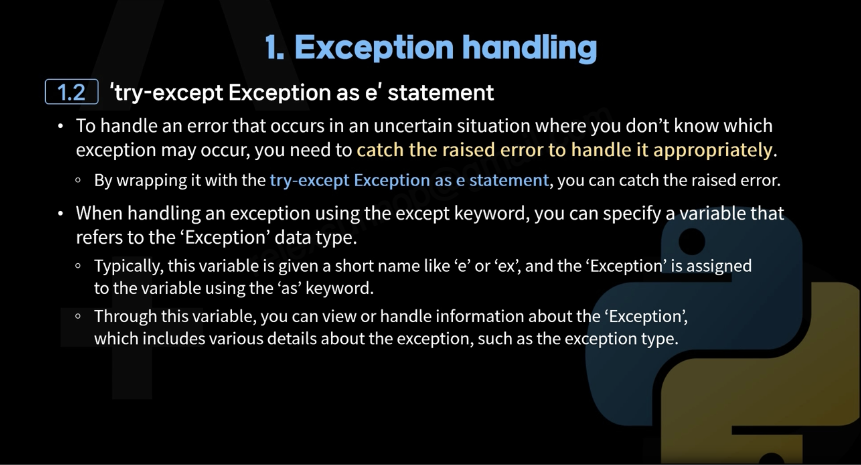 1. Exception handling
1.2 'try-except Exception as e' statement
• To handle an error that occurs in an uncertain situation where you don't know which
exception may occur, you need to catch the raised error to handle it appropriately.
◦ By wrapping it with the try-except Exception as e statement, you can catch the raised error.
• When handling an exception using the except keyword, you can specify a variable that
refers to the 'Exception' data type.
◦ Typically, this variable is given a short name like 'e' or 'ex', and the 'Exception' is assigned
to the variable using the 'as' keyword.
◦ Through this variable, you can view or handle information about the 'Exception',
which includes various details about the exception, such as the exception type.